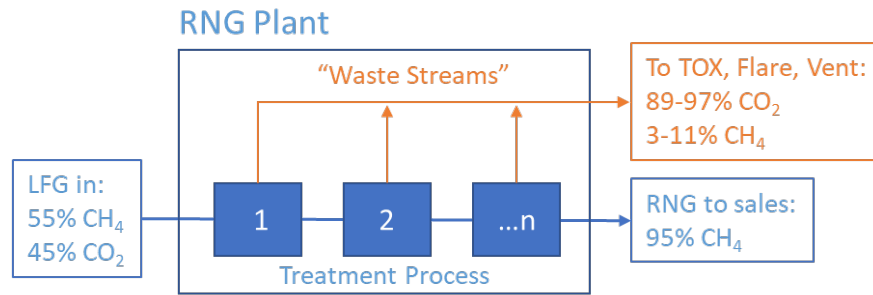 RNG Plant
“Waste Streams”
To TOX, Flare, Vent:
89-97% CO₂
3-11% CH₄
LFG in:
55% CH₄
45% CO₂
1
2
...n
RNG to sales:
95% CH₄
Treatment Process